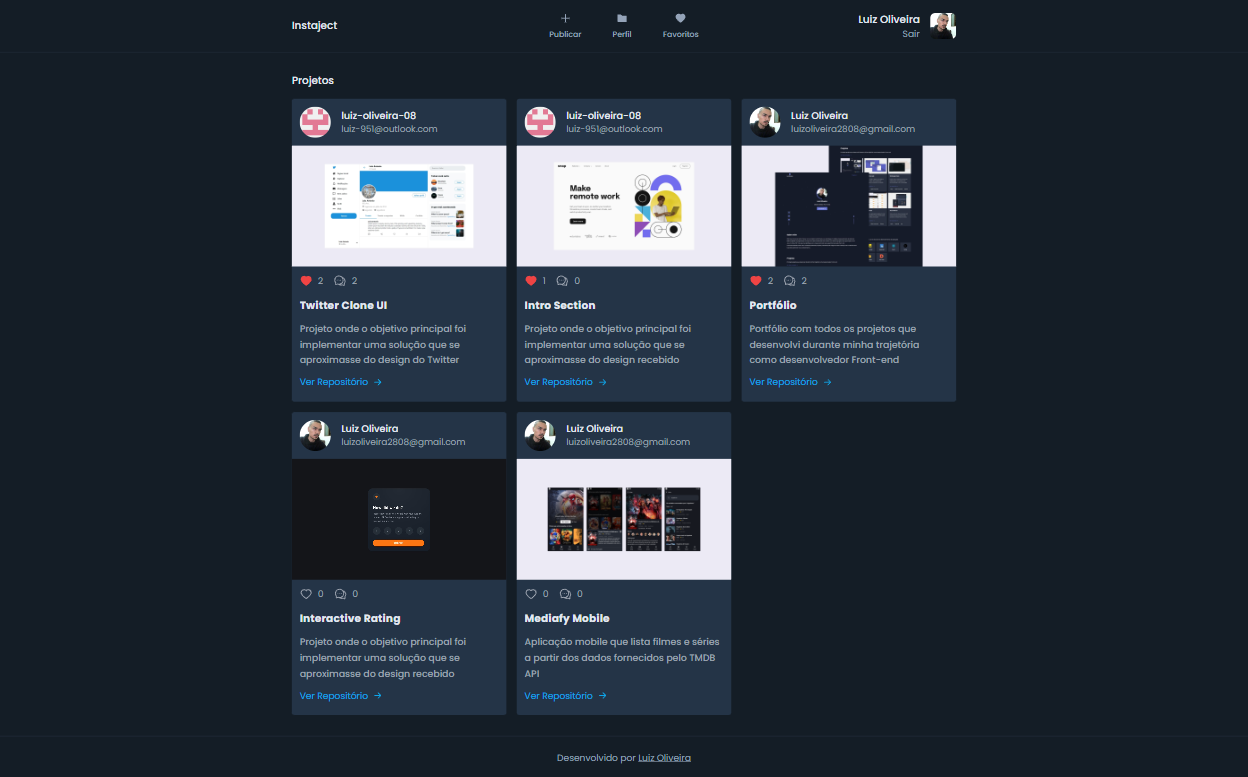 Instaject
Publicar
Perfil
Favoritos
Luiz Oliveira
Sair
Projetos
luiz-oliveira-08
luiz-951@outlook.com
Make
remote work
2 2
Twitter Clone UI
Projeto onde o objetivo principal foi
implementar uma solução que se
aproximasse do design do Twitter
Ver Repositório →
luiz-oliveira-08
luiz-951@outlook.com
1 0
Intro Section
Projeto onde o objetivo principal foi
implementar uma solução que se
aproximasse do design recebido
Ver Repositório →
Luiz Oliveira
luizoliveira2808@gmail.com
2 2
Portfólio
Portfólio com todos os projetos que
desenvolvi durante minha trajetória
como desenvolvedor Front-end
Ver Repositório →
Luiz Oliveira
luizoliveira2808@gmail.com
0 0
Interactive Rating
Projeto onde o objetivo principal foi
implementar uma solução que se
aproximasse do design recebido
Ver Repositório →
Luiz Oliveira
luizoliveira2808@gmail.com
0 0
Mediafy Mobile
Aplicação mobile que lista filmes e séries
a partir dos dados fornecidos pelo TMDB
API
Ver Repositório →
Desenvolvido por Luiz Oliveira